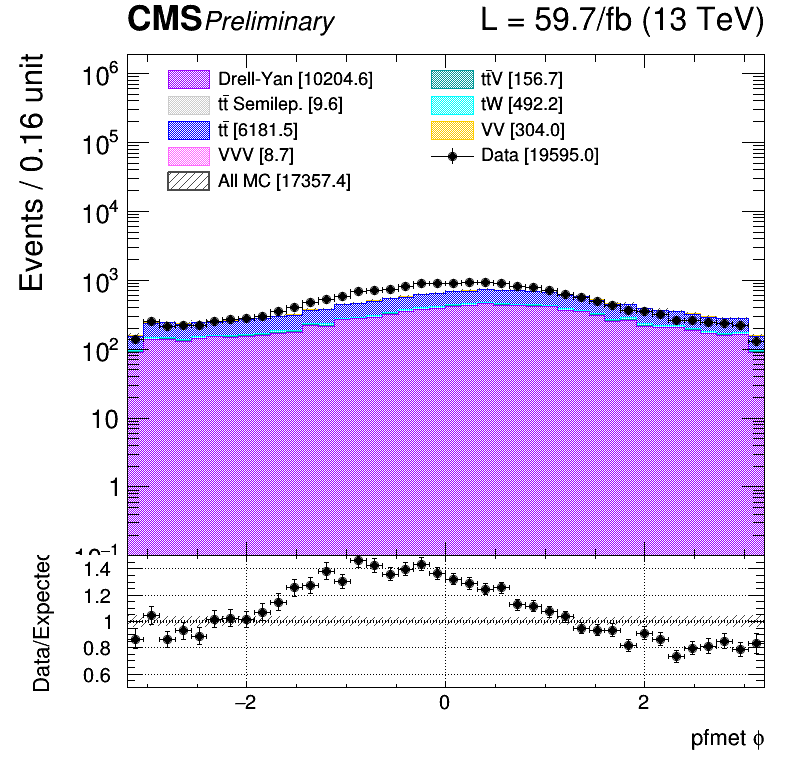 CMS Preliminary L = 59.7/fb (13 TeV)
Events / 0.16 unit
10⁶
10⁵
10⁴
10³
10²
10
1
10⁻¹
Drell-Yan [10204.6]
tt̄ Semilep. [9.6]
tt̄ [6181.5]
VVV [8.7]
All MC [17357.4]
tt̄V [156.7]
tW [492.2]
VV [304.0]
Data [19595.0]
Data/Expected
1.4
1.2
1
0.8
0.6
−2 0 2
pfmet ϕ